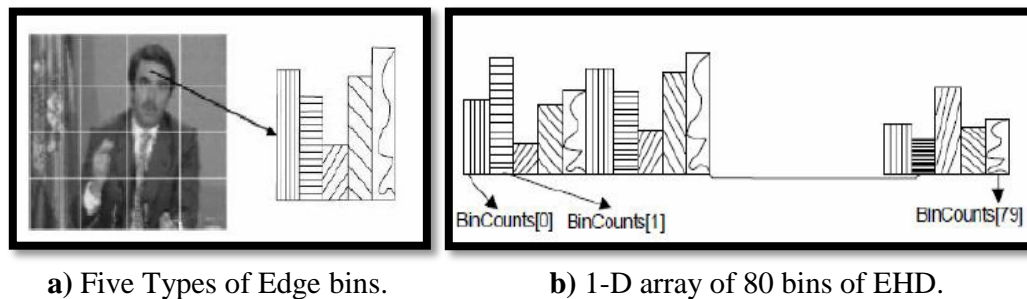 BinCounts[0] BinCounts[1] BinCounts[79]
a) Five Types of Edge bins. b) 1-D array of 80 bins of EHD.